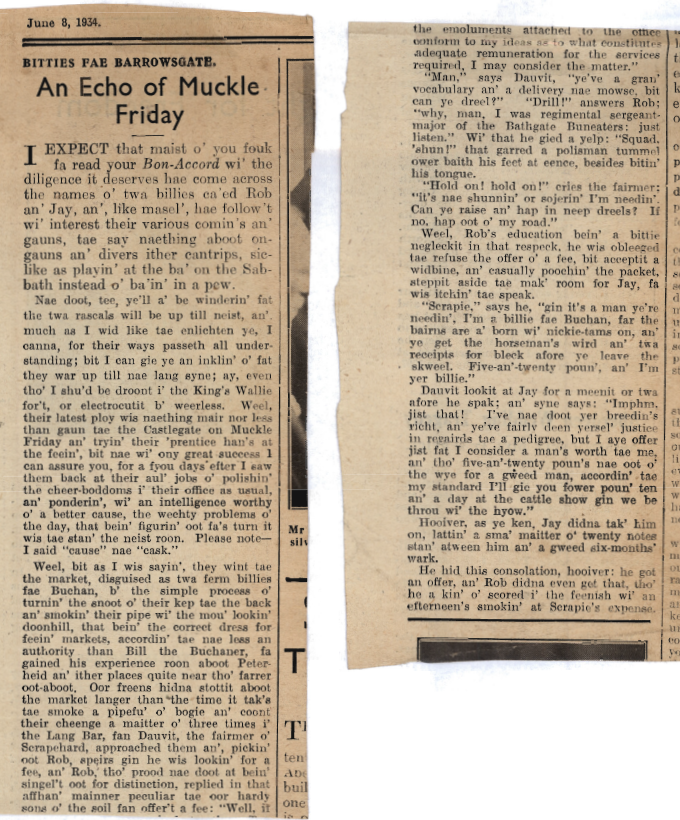 June 8, 1934.
BITTIES FAE BARROWSGATE.
An Echo of Muckle
Friday
I EXPECT that maist o' you fouk
fa read your Bon-Accord wi' the
diligence it deserves hae come across
the names o' twa billies ca'ed Rob
an' Jay, an', like masel', hae follow't
wi' interest their various comin's an'
gauns, tae say naething aboot on-
gauns an' divers ither cantrips, sic-
like as playin' at the ba' on the Sab-
bath instead o' ba'in' in a pew.
Nae doot, tee, ye'll a' be winderin' fat
the twa rascals will be up till neist, an'
much as I wid like tae enlichten ye, I
canna, for their ways passeth all under-
standing; bit I can gie ye an inklin' o' fat
they war up till nae lang syne; ay, even
tho' I shu'd be droont i' the King's Wallie
for't, or electrocutit b' weerless. Weel,
their latest ploy wis naething mair nor less
than gaun tae the Castlegate on Muckle
Friday an' tryin' their 'prentice han's at
the feein', bit nae wi' ony great success I
can assure you, for a fyou days efter I saw
them back at their aul' jobs o' polishin'
the cheer-boddoms i' their office as usual,
an' ponderin', wi' an intelligence worthy
o' a better cause, the wechty problems o'
the day, that bein' figurin' oot fa's turn it
wis tae stan' the neist roon. Please note—
I said "cause" nae "cask."
Weel, bit as I wis sayin', they wint tae
the market, disguised as twa ferm billies
fae Buchan, b' the simple process o'
turnin' the snoot o' their kep tae the back
an' smokin' their pipe wi' the mou' lookin'
doonhill, that bein' the correct dress for
feein' markets, accordin' tae nae less an
authority than Bill the Buchaner, fa
gained his experience roon aboot Peter-
heid an' ither places quite near tho' farrer
oot-aboot. Oor freens hidna stottit aboot
the market langer than the time it tak's
tae smoke a pipefu' o' bogie an' coont
their cheenge a maitter o' three times i'
the Lang Bar, fan Dauvit, the fairmer o'
Scrapehard, approached them an', pickin'
oot Rob, speirs gin he wis lookin' for a
fee, an' Rob, tho' prood nae doot at bein'
singel't oot for distinction, replied in that
affhan' mainner peculiar tae oor hardy
sons o' the soil fan offer't a fee: "Well, if
the emoluments attached to the office
conform to my ideas as to what constitutes
adequate remuneration for the services
required, I may consider the matter."
"Man," says Dauvit, "ye've a gran'
vocabulary an' a delivery nae mowse, bit
can ye dreel?" "Drill!" answers Rob;
"why, man, I was regimental sergeant-
major of the Bathgate Buneaters: just
listen." Wi' that he gied a yelp: "Squad,
'shun!" that garred a polisman tummel
ower baith his feet at eence, besides bitin'
his tongue.
"Hold on! hold on!" cries the fairmer;
"it's nae shunnin' or sojerin' I'm needin'.
Can ye raise an' hap in neep dreels? If
no, hap oot o' my road."
Weel, Rob's education bein' a bittie
negleckit in that respeck, he wis obleeged
tae refuse the offer o' a fee, bit acceptit a
widbine, an' casually poochin' the packet,
steppit aside tae mak' room for Jay, fa
wis itchin' tae speak.
"Scrapie," says he, "gin it's a man ye're
needin', I'm a billie fae Buchan, far the
bairns are a' born wi' nickie-tams on, an'
ye get the horseman's wird an' twa
receipts for bleck afore ye leave the
skweel. Five-an'-twenty poun', an' I'm
yer billie."
Dauvit lookit at Jay for a meenit or twa
afore he spak; an' syne says: "Imphm,
jist that! I've nae doot yer breedin's
richt, an' ye've fairly deen yersel' justice
in regairds tae a pedigree, but I aye offer
jist fat I consider a man's worth tae me,
an' tho' five-an'-twenty poun's nae oot o'
the wye for a gweed man, accordin' tae
my standard I'll gie you fower poun' ten
an' a day at the cattle show gin we be
throu wi' the hyow."
Hooiver, as ye ken, Jay didna tak' him
on, lattin' a sma' maitter o' twenty notes
stan' atween him an' a gweed six-months'
wark.
He hid this consolation, hooiver: he got
an offer, an' Rob didna even get that, tho'
he a kin' o' scored i' the feenish wi' an
efterneen's smokin' at Scrapie's expense.
Mr
silv
T
ten
buil
one